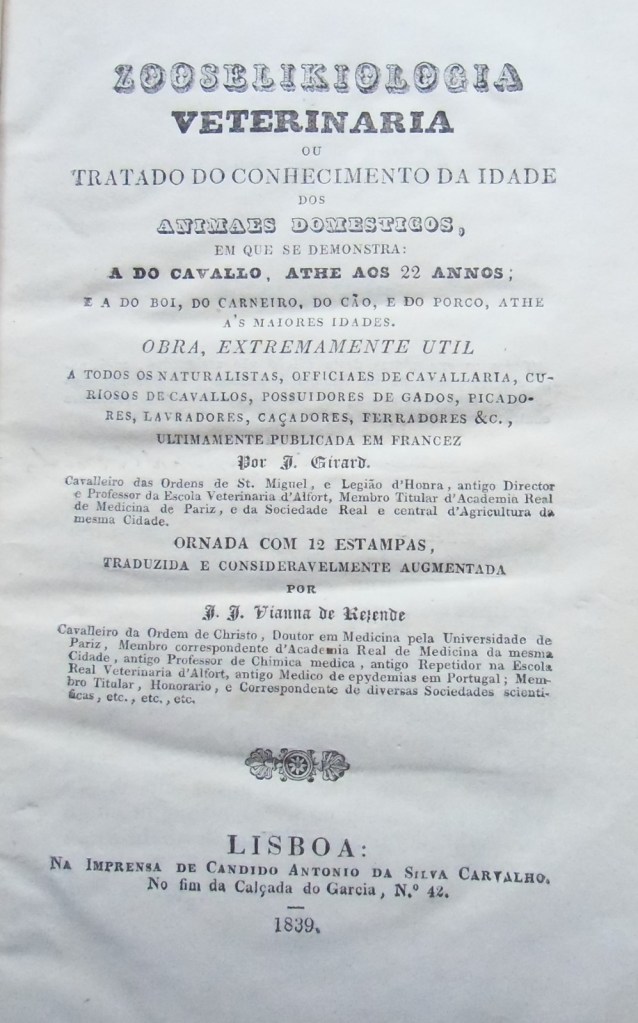 ZOOSELIKIOLOGIA
VETERINARIA
OU
TRATADO DO CONHECIMENTO DA IDADE
DOS
ANIMAES DOMESTICOS,
EM QUE SE DEMONSTRA:
A DO CAVALLO, ATHE AOS 22 ANNOS;
E A DO BOI, DO CARNEIRO, DO CÃO, E DO PORCO, ATHE
A'S MAIORES IDADES.
OBRA, EXTREMAMENTE UTIL
A TODOS OS NATURALISTAS, OFFICIAES DE CAVALLARIA, CU-
RIOSOS DE CAVALLOS, POSSUIDORES DE GADOS, PICADO-
RES, LAVRADORES, CAÇADORES, FERRADORES &C.,
ULTIMAMENTE PUBLICADA EM FRANCEZ
Por J. Girard.
Cavalleiro das Ordens de St. Miguel, e Legião d'Honra, antigo Director
e Professor da Escola Veterinaria d'Alfort, Membro Titular d'Academia Real
de Medicina de Pariz, e da Sociedade Real e central d'Agricultura da
mesma Cidade.
ORNADA COM 12 ESTAMPAS,
TRADUZIDA E CONSIDERAVELMENTE AUGMENTADA
POR
J. J. Vianna de Rezende
Cavalleiro da Ordem de Christo, Doutor em Medicina pela Universidade de
Pariz, Membro correspondente d'Academia Real de Medicina da mesma
Cidade, antigo Professor de Chimica medica, antigo Repetidor na Escola
Real Veterinaria d'Alfort, antigo Medico de epydemias em Portugal; Mem-
bro Titular, Honorario, e Correspondente de diversas Sociedades scienti-
ficas, etc., etc., etc.
LISBOA:
NA IMPRENSA DE CANDIDO ANTONIO DA SILVA CARVALHO.
No fim da Calçada do Garcia, N.º 42.
1839.